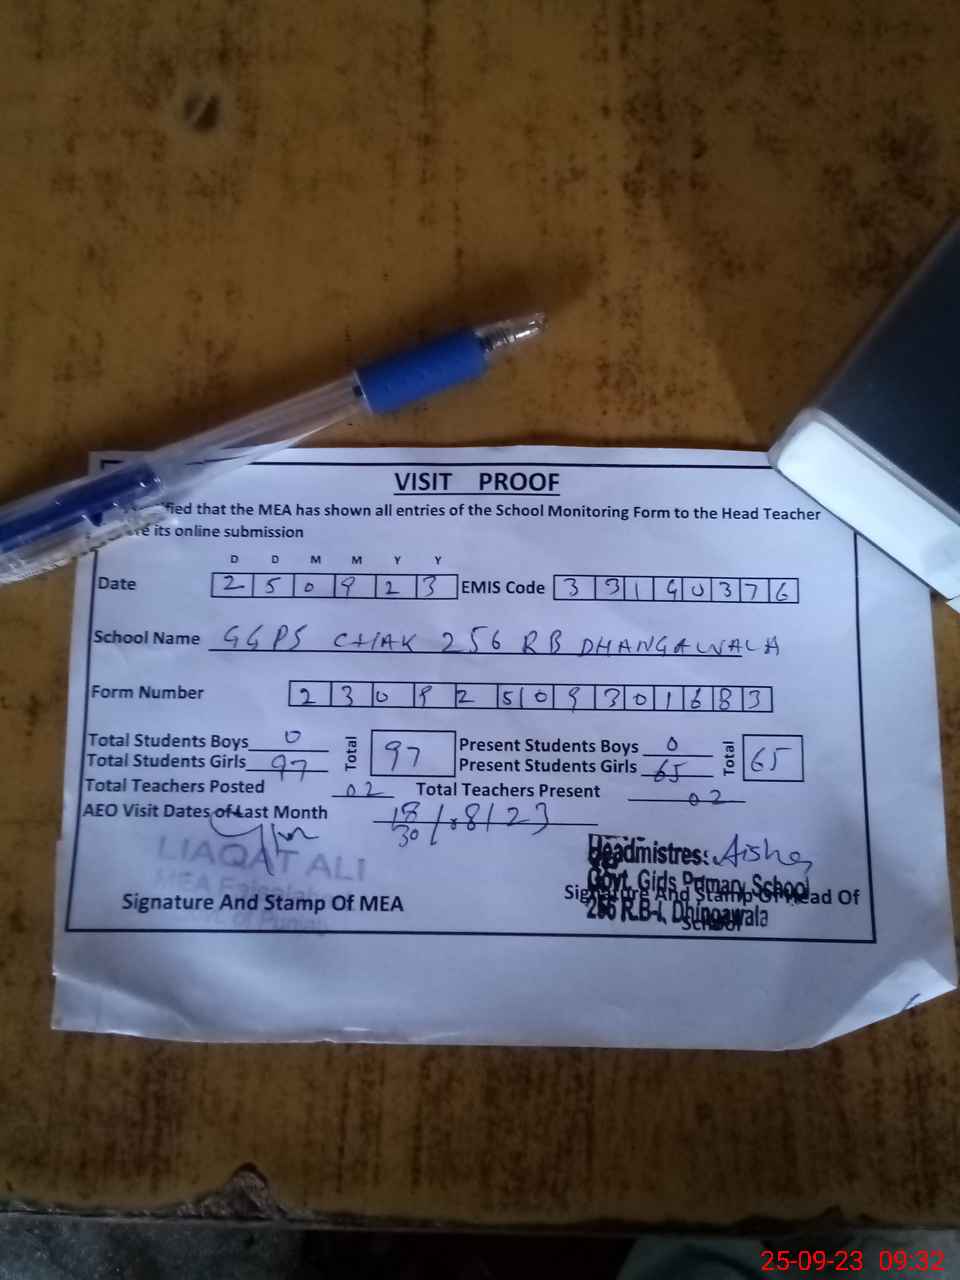 VISIT PROOF
ified that the MEA has shown all entries of the School Monitoring Form to the Head Teacher
its online submission
D D M M Y Y
Date 2 5 0 9 2 3 EMIS Code 3 3 1 4 0 3 7 6
School Name GGPS CHAK 256 RB DHANGAWALA
Form Number 2 3 0 9 2 5 0 9 3 0 1 6 8 3
Total Students Boys 0 Total 97 Present Students Boys 0 Total 65
Total Students Girls 97 Present Students Girls 65
Total Teachers Posted 02 Total Teachers Present 02
AEO Visit Dates of Last Month 18/30/.8/23
LIAQAT ALI
MEA Faisalabad
Headmistress Aisha
Govt. Girls Primary School
256 R.B-I, Dhingawala
Signature And Stamp Of MEA
Signature And Stamp Of Head Of
School
25-09-23 09:32